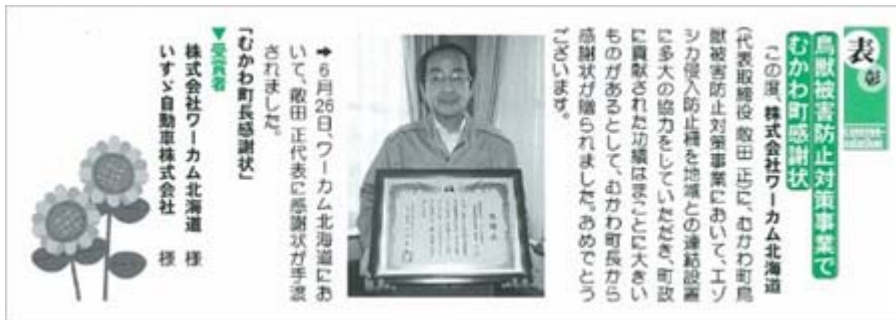 表彰
鳥獣被害防止対策事業で
むかわ町感謝状
この度、株式会社ワーカム北海道
(代表取締役 敞田 正)に、むかわ町鳥
獣被害防止対策事業において、エゾ
シカ侵入防止柵を地域との連結設置
に多大の協力をしていただき、町政
に貢献された功績はまことに大きい
ものがあるとして、むかわ町長から
感謝状が贈られました。おめでとう
ございます。
➡6月26日、ワーカム北海道にお
いて、敞田 正代表に感謝状が手渡
されました。
「むかわ町長感謝状」
▼受賞者
株式会社ワーカム北海道 様
いすゞ自動車株式会社 様